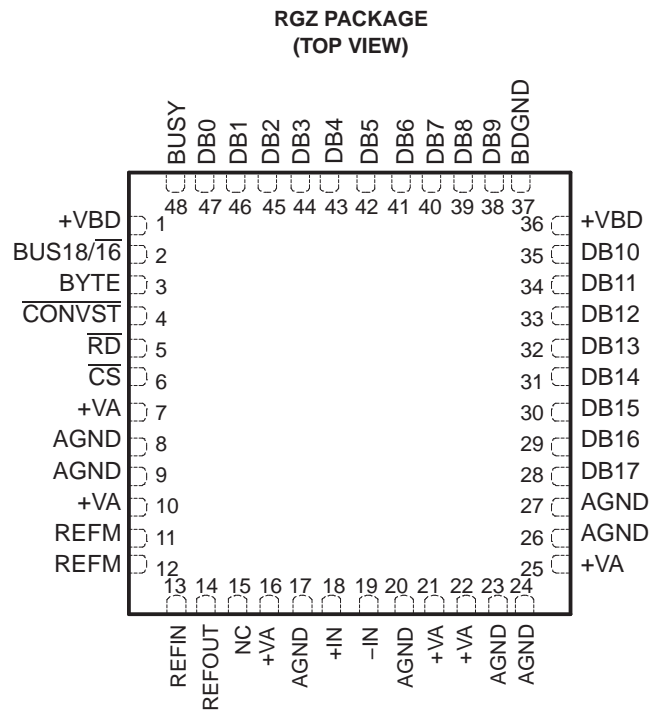 RGZ PACKAGE
(TOP VIEW)
BUSY DB0 DB1 DB2 DB3 DB4 DB5 DB6 DB7 DB8 DB9 BDGND
48 47 46 45 44 43 42 41 40 39 38 37
+VBD 1 36 +VBD
BUS18/1̅6̅ 2 35 DB10
BYTE 3 34 DB11
C̅O̅N̅V̅S̅T̅ 4 33 DB12
R̅D̅ 5 32 DB13
C̅S̅ 6 31 DB14
+VA 7 30 DB15
AGND 8 29 DB16
AGND 9 28 DB17
+VA 10 27 AGND
REFM 11 26 AGND
REFM 12 25 +VA
13 14 15 16 17 18 19 20 21 22 23 24
REFIN REFOUT NC +VA AGND +IN –IN AGND +VA +VA AGND AGND